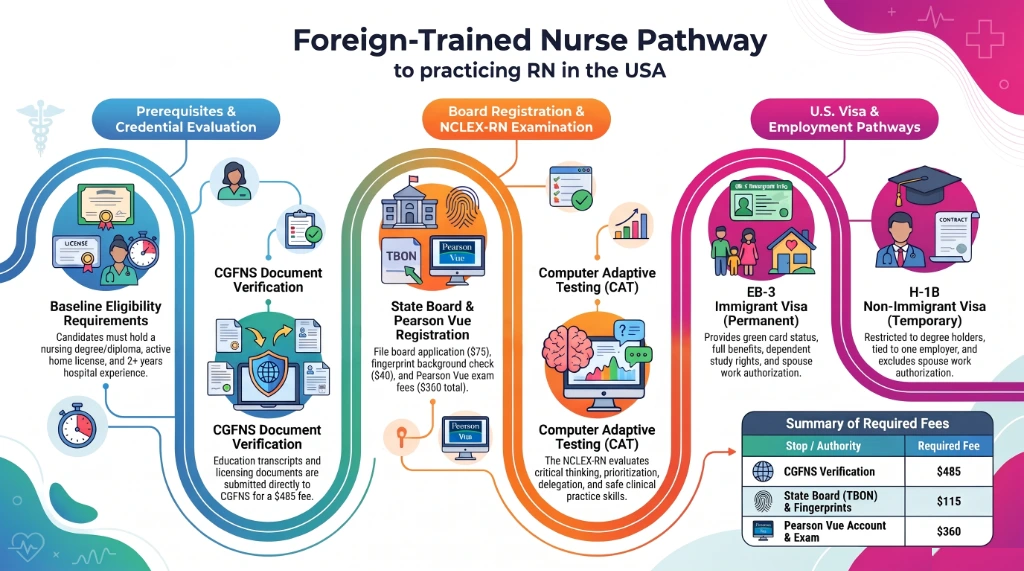 Foreign-Trained Nurse Pathway
to practicing RN in the USA
Prerequisites &
Credential Evaluation
Board Registration &
NCLEX-RN Examination
U.S. Visa &
Employment Pathways
LICENSE
Baseline Eligibility
Requirements
Candidates must hold a
nursing degree/diploma, active
home license, and 2+ years
hospital experience.
CGFNS Document
Verification
CGFNS Document
Verification
Education transcripts and
licensing documents are
submitted directly to
CGFNS for a $485 fee.
TBON
Pearson
Vue
State Board &
Pearson Vue
Registration
File board application ($75),
fingerprint background check
($40), and Pearson Vue exam
fees ($360 total).
Pearson
Vue
Computer Adaptive
Testing (CAT)
Computer Adaptive
Testing (CAT)
The NCLEX-RN evaluates
critical thinking, prioritization,
delegation, and safe clinical
practice skills.
EB-3
Immigrant Visa
(Permanent)
Provides green card status,
full benefits, dependent
study rights, and spouse
work authorization.
CONTRACT
H-1B
Non-Immigrant Visa
(Temporary)
Restricted to degree holders,
tied to one employer, and
excludes spouse work
authorization.
Summary of Required Fees
Stop / Authority Required Fee
CGFNS Verification $485
State Board (TBON)
& Fingerprints $115
Pearson Vue Account
& Exam $360